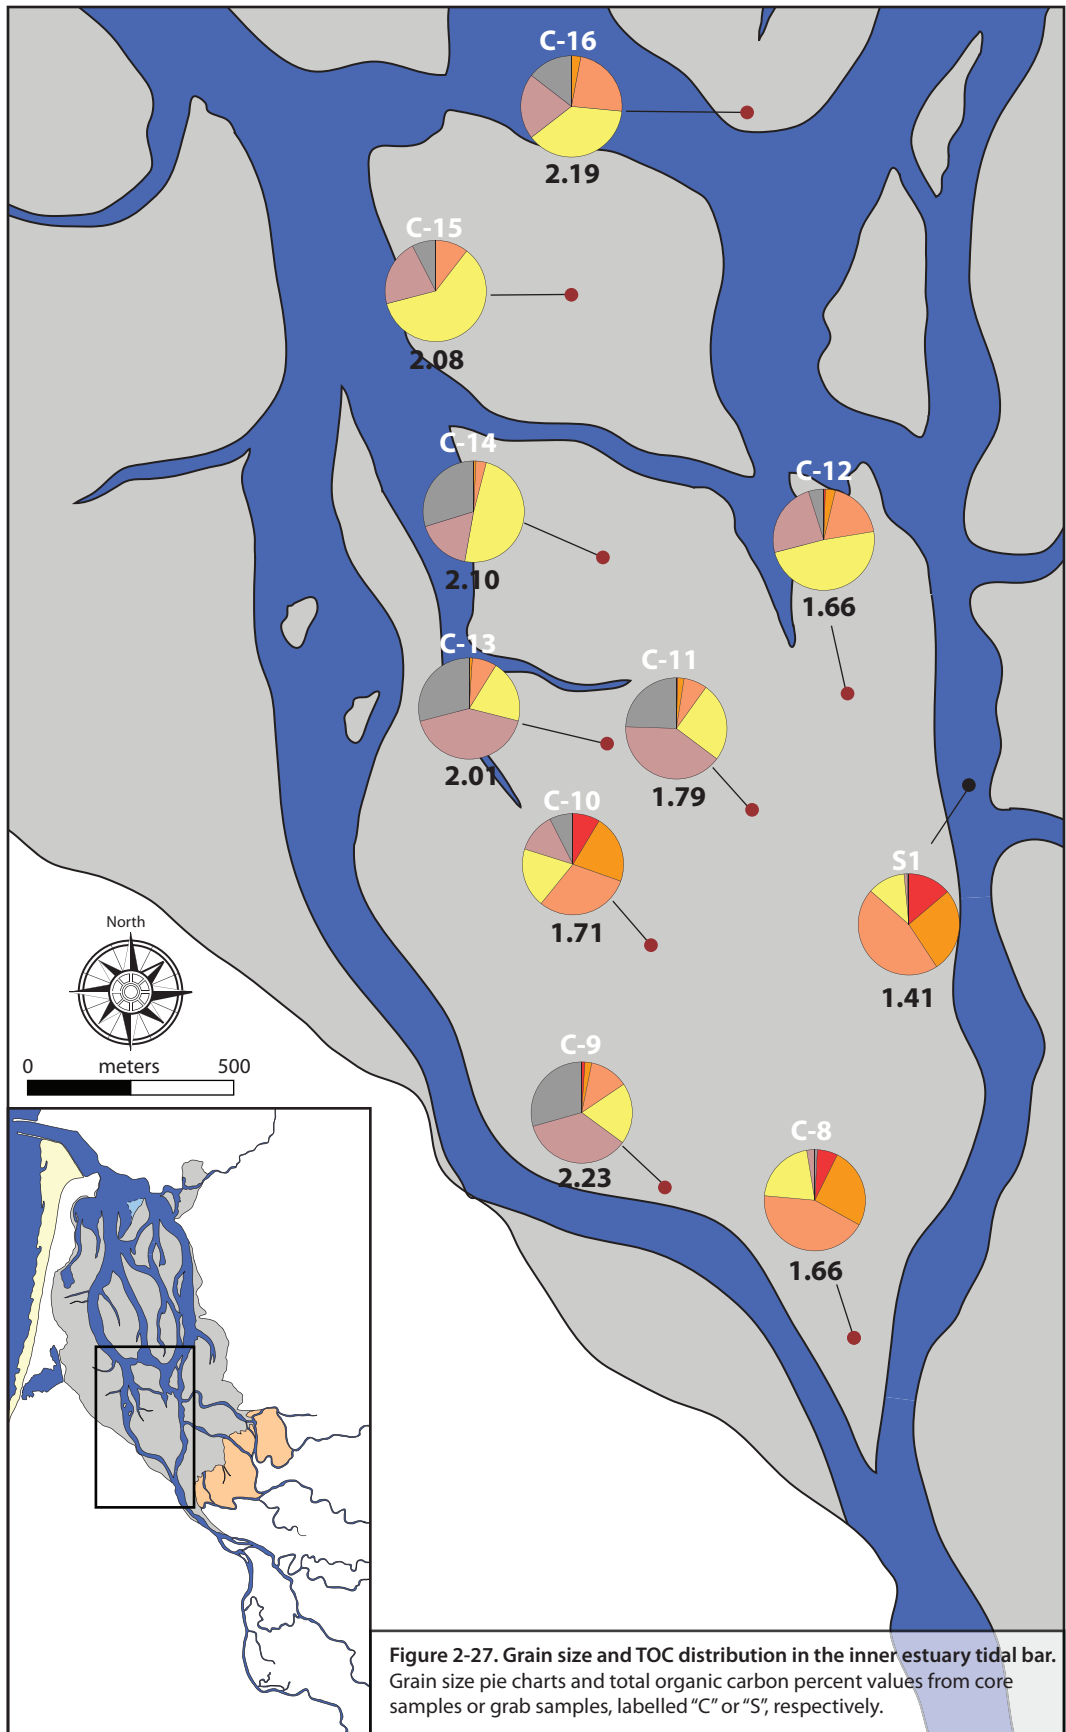 C-16
2.19
C-15
2.08
C-14
2.10
C-12
1.66
C-13
2.01
C-11
1.79
C-10
1.71
S1
1.41
North
0 meters 500
C-9
2.23
C-8
1.66
Figure 2-27. Grain size and TOC distribution in the inner estuary tidal bar.
Grain size pie charts and total organic carbon percent values from core
samples or grab samples, labelled “C” or “S”, respectively.